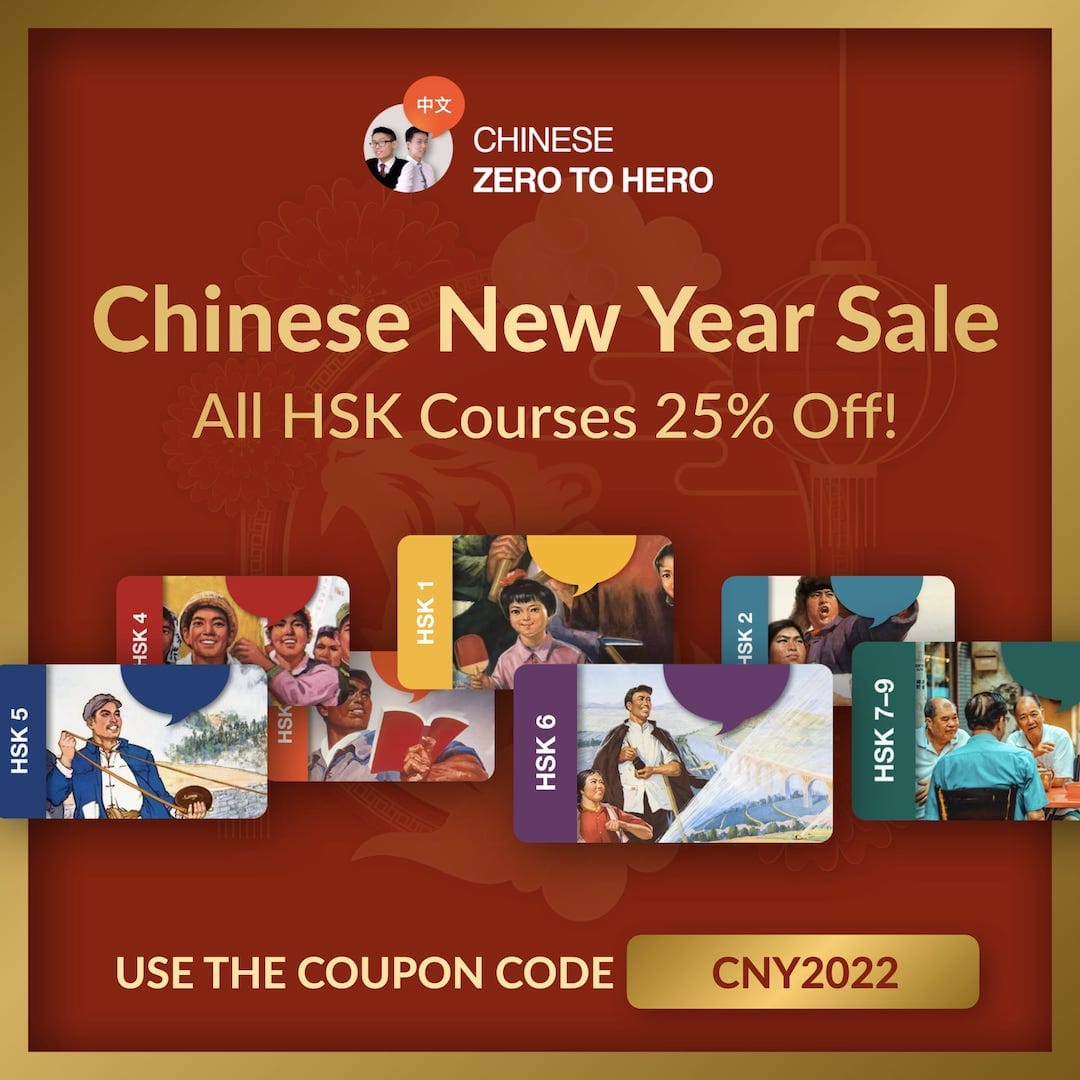 中文
CHINESE
ZERO TO HERO
Chinese New Year Sale
All HSK Courses 25% Off!
HSK 4
HSK 1
HSK 2
HSK 5
HSK
HSK 6
HSK 7–9
USE THE COUPON CODE
CNY2022